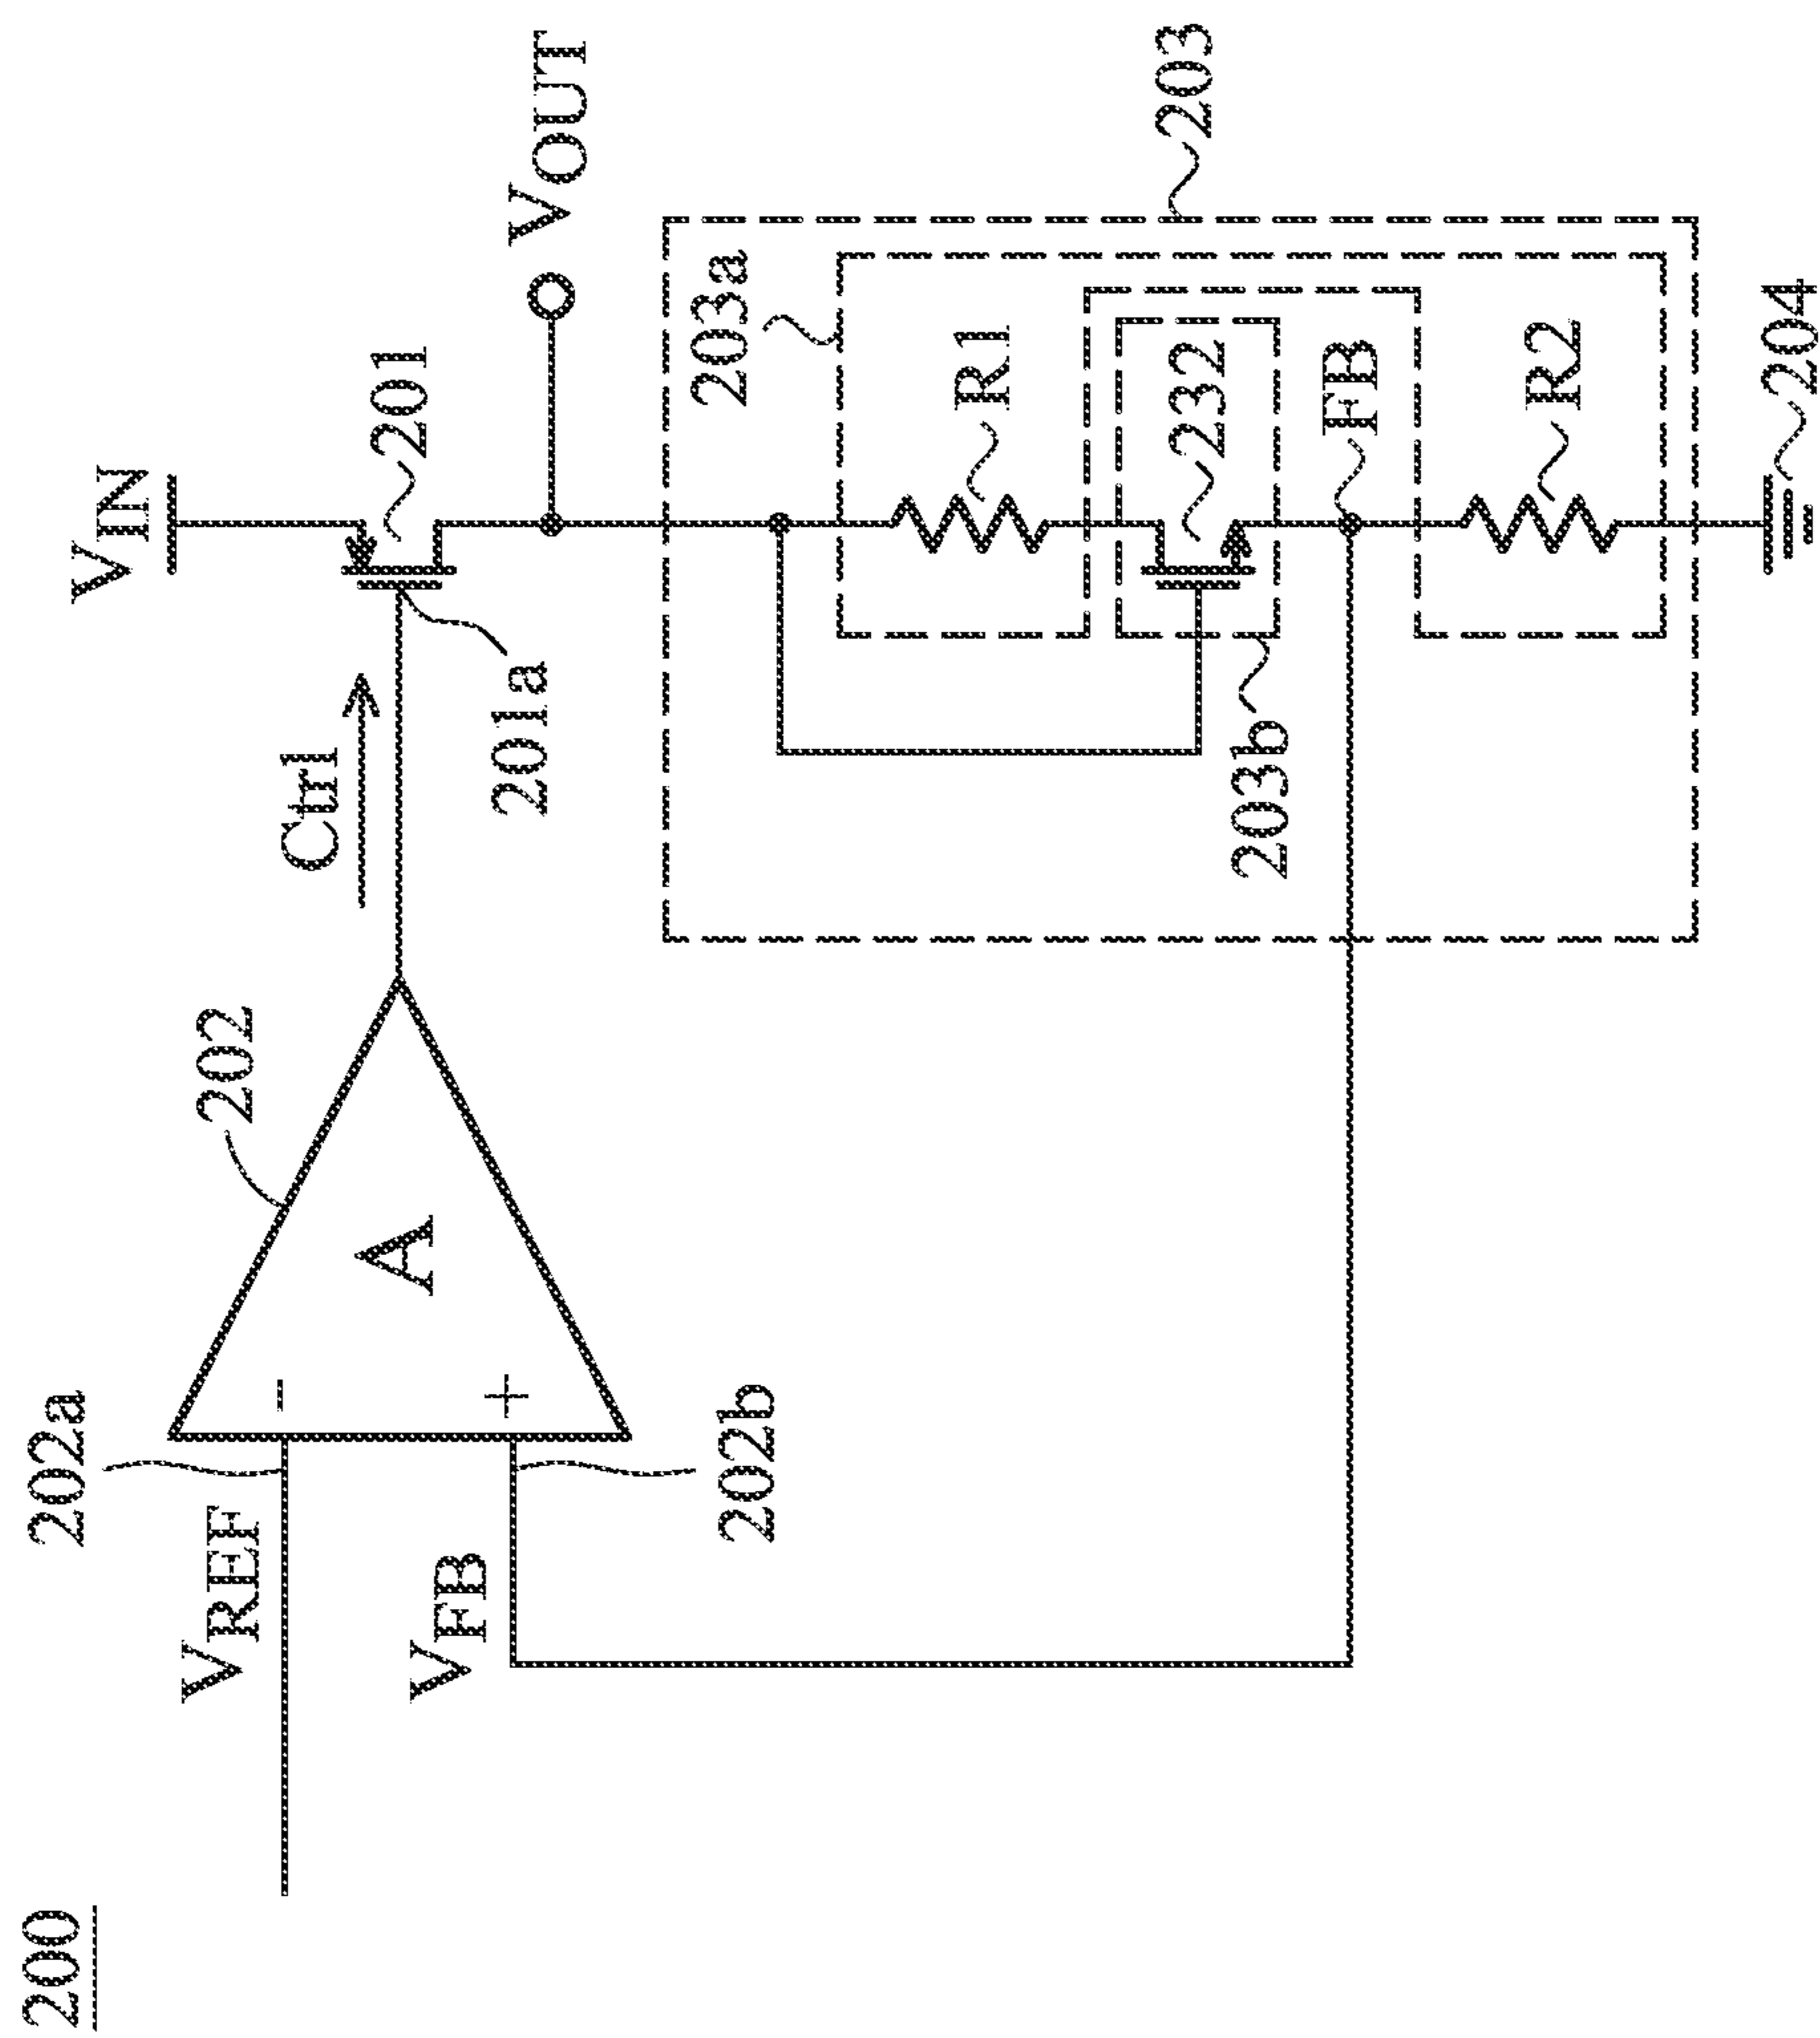 200
VIN
202
Ctrl
201
202a
VREF
A
−
+
VFB
202b
201a
VOUT
203a
203
R1
232
203b
FB
R2
204